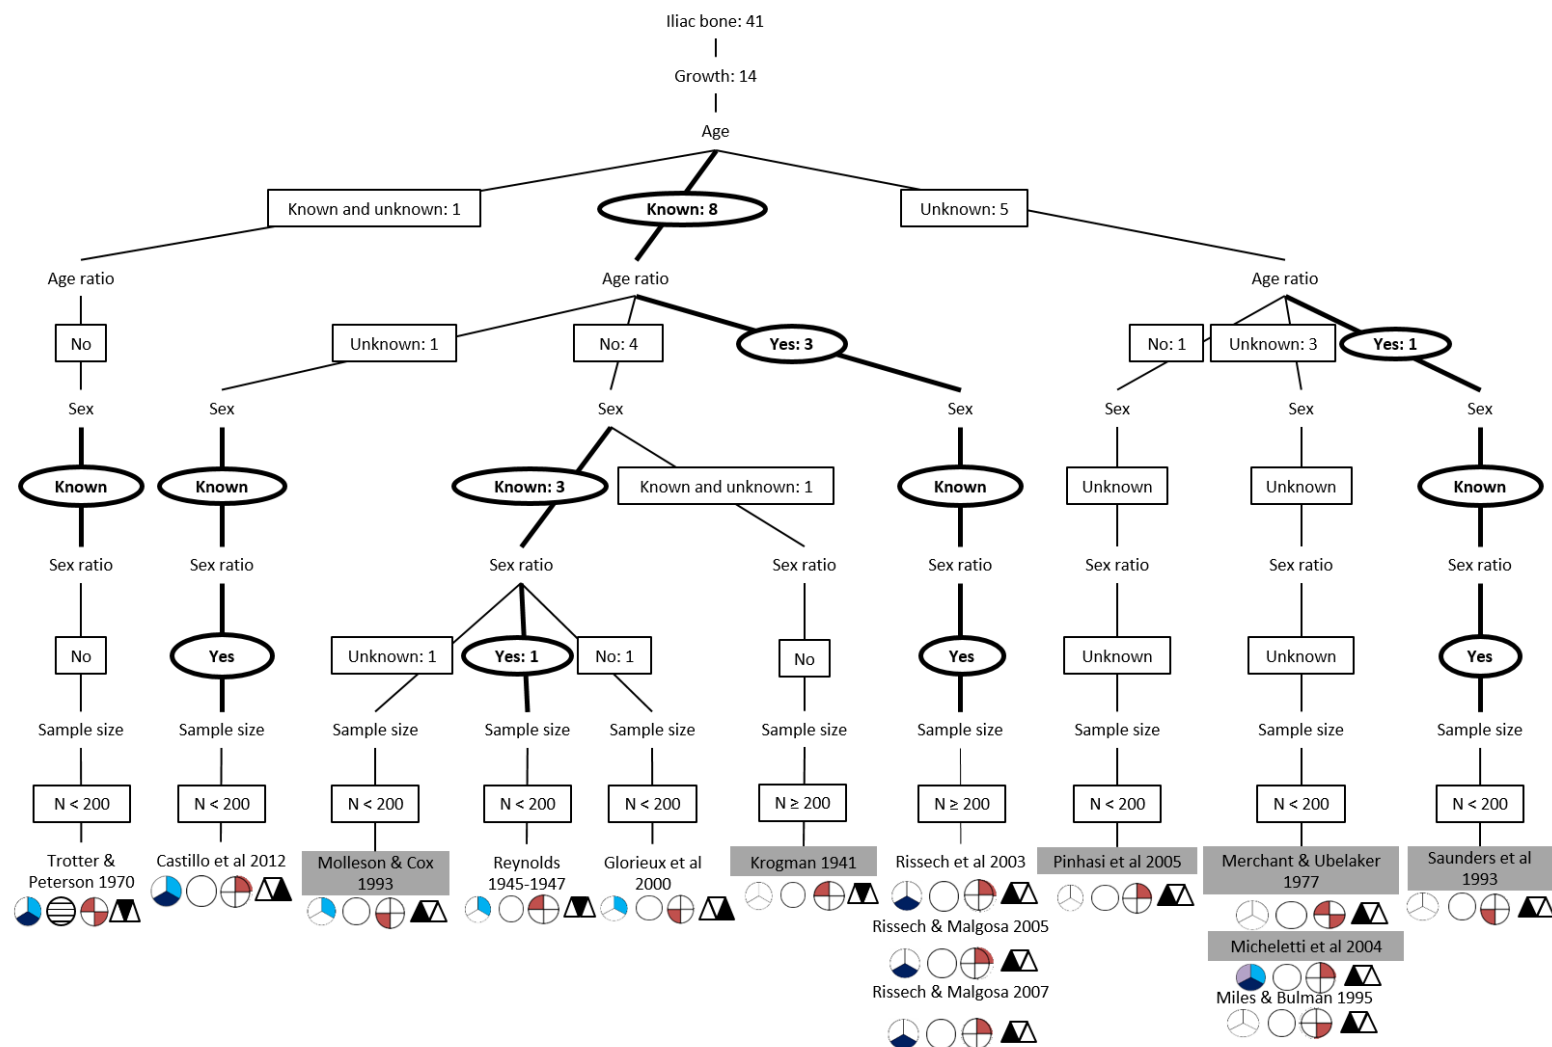 Iliac bone: 41
Growth: 14
Age
Known and unknown: 1
Known: 8
Unknown: 5
Age ratio
Age ratio
Age ratio
No
Unknown: 1
No: 4
Yes: 3
No: 1
Unknown: 3
Yes: 1
Sex
Sex
Sex
Sex
Sex
Sex
Sex
Known
Known
Known: 3
Known and unknown: 1
Known
Unknown
Unknown
Known
Sex ratio
Sex ratio
Sex ratio
Sex ratio
Sex ratio
Sex ratio
Sex ratio
Sex ratio
No
Yes
Unknown: 1
Yes: 1
No: 1
No
Yes
Unknown
Unknown
Yes
Sample size
Sample size
Sample size
Sample size
Sample size
Sample size
Sample size
Sample size
Sample size
Sample size
N < 200
N < 200
N < 200
N < 200
N < 200
N ≥ 200
N ≥ 200
N < 200
N < 200
N < 200
Trotter &
Peterson 1970
Castillo et al 2012
Molleson & Cox
1993
Reynolds
1945-1947
Glorieux et al
2000
Krogman 1941
Rissech et al 2003
Rissech & Malgosa 2005
Rissech & Malgosa 2007
Pinhasi et al 2005
Merchant & Ubelaker
1977
Micheletti et al 2004
Miles & Bulman 1995
Saunders et al
1993